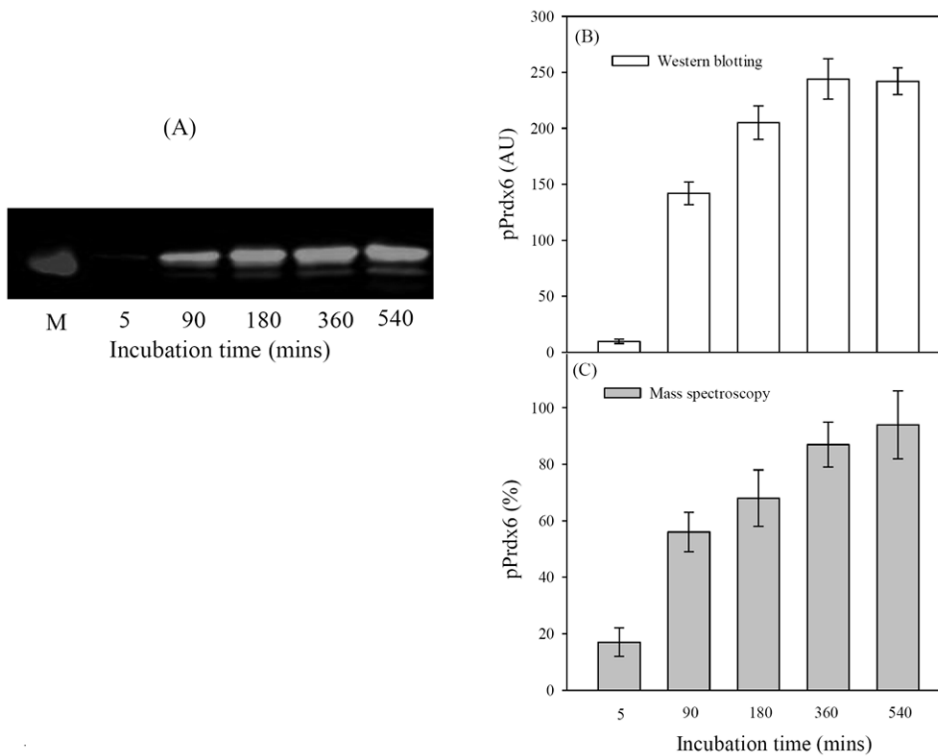 (A)
M 5 90 180 360 540
Incubation time (mins)
(B)
Western blotting
300
250
200
150
100
50
0
pPrdx6 (AU)
(C)
Mass spectroscopy
100
80
60
40
20
0
pPrdx6 (%)
5 90 180 360 540
Incubation time (mins)